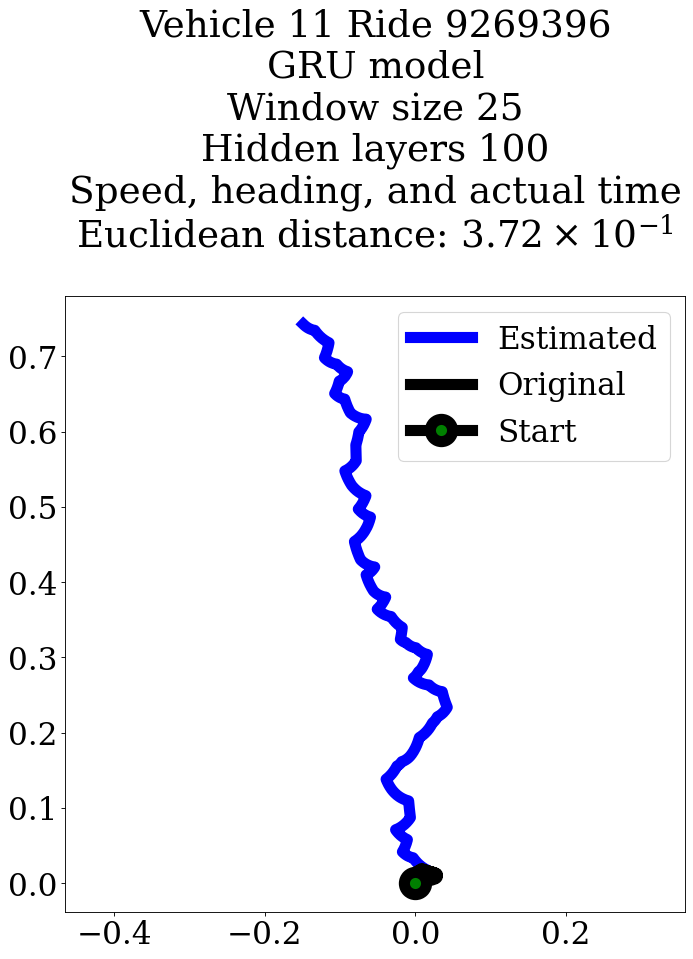 Vehicle 11 Ride 9269396
GRU model
Window size 25
Hidden layers 100
Speed, heading, and actual time
Euclidean distance: 3.72 × 10⁻¹
Estimated
Original
Start
0.7
0.6
0.5
0.4
0.3
0.2
0.1
0.0
−0.4 −0.2 0.0 0.2